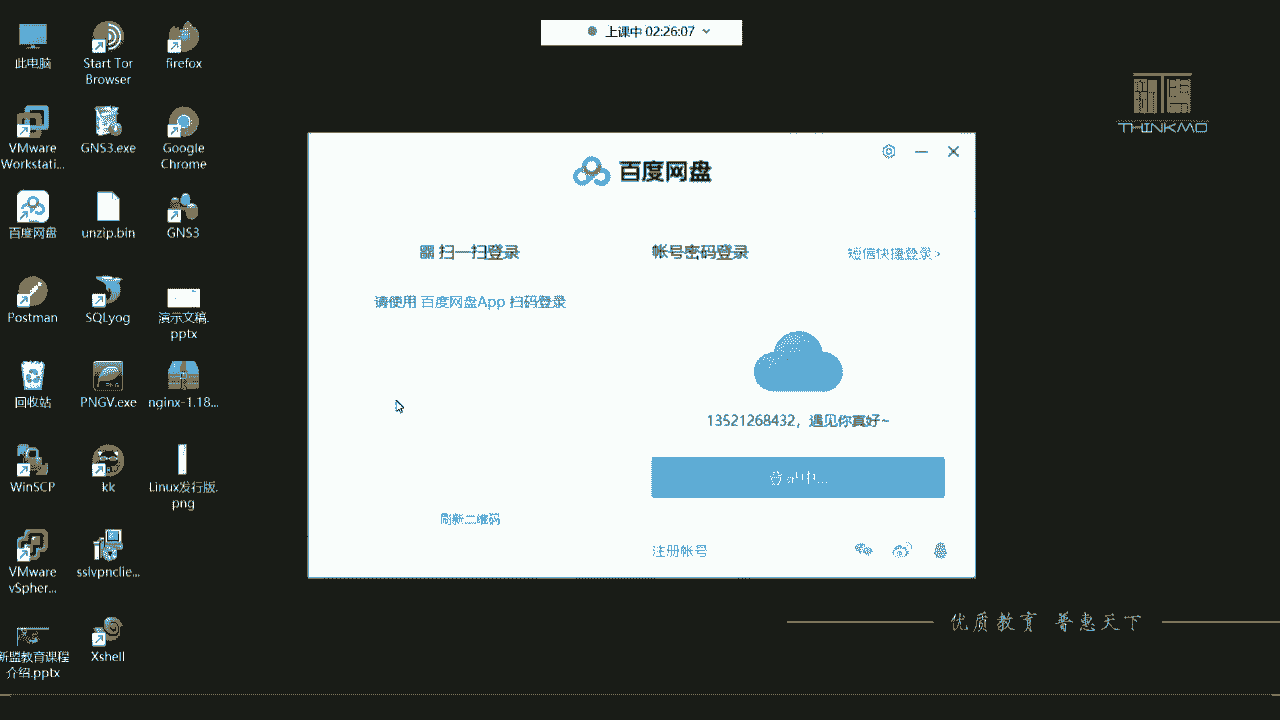 上课中 02:26:07
此电脑
Start Tor
Browser
firefox
THINKMO
VMware
Workstati...
GNS3.exe
Google
Chrome
百度网盘
百度网盘
unzip.bin
GNS3
扫一扫登录
帐号密码登录
短信快捷登录>
请使用 百度网盘App 扫码登录
Postman
SQLyog
演示文稿.
pptx
回收站
PNGV.exe
nginx-1.18...
13521268432，遇见你真好~
WinSCP
kk
Linux发行版.
png
刷新二维码
注册帐号
VMware
vSpher...
sslvpnclie...
优质教育 普惠天下
新盟教育课程
介绍.pptx
Xshell